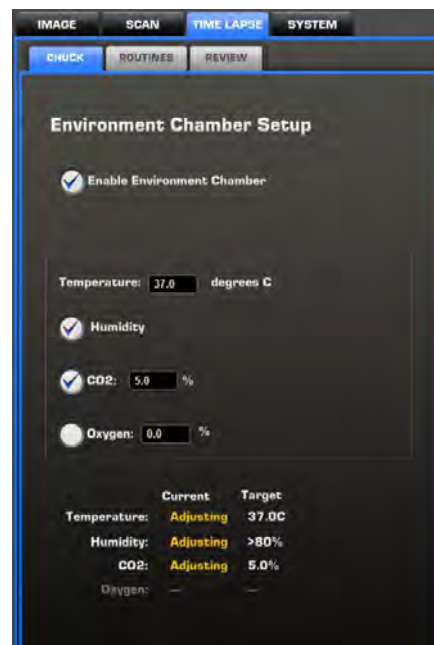 IMAGE SCAN TIME LAPSE SYSTEM
CHUCK ROUTINES REVIEW
Environment Chamber Setup
Enable Environment Chamber
Temperature: 37.0 degrees C
Humidity
CO2: 5.0 %
Oxygen: 0.0 %
Current Target
Temperature: Adjusting 37.0C
Humidity: Adjusting >80%
CO2: Adjusting 5.0%
Oxygen: — —